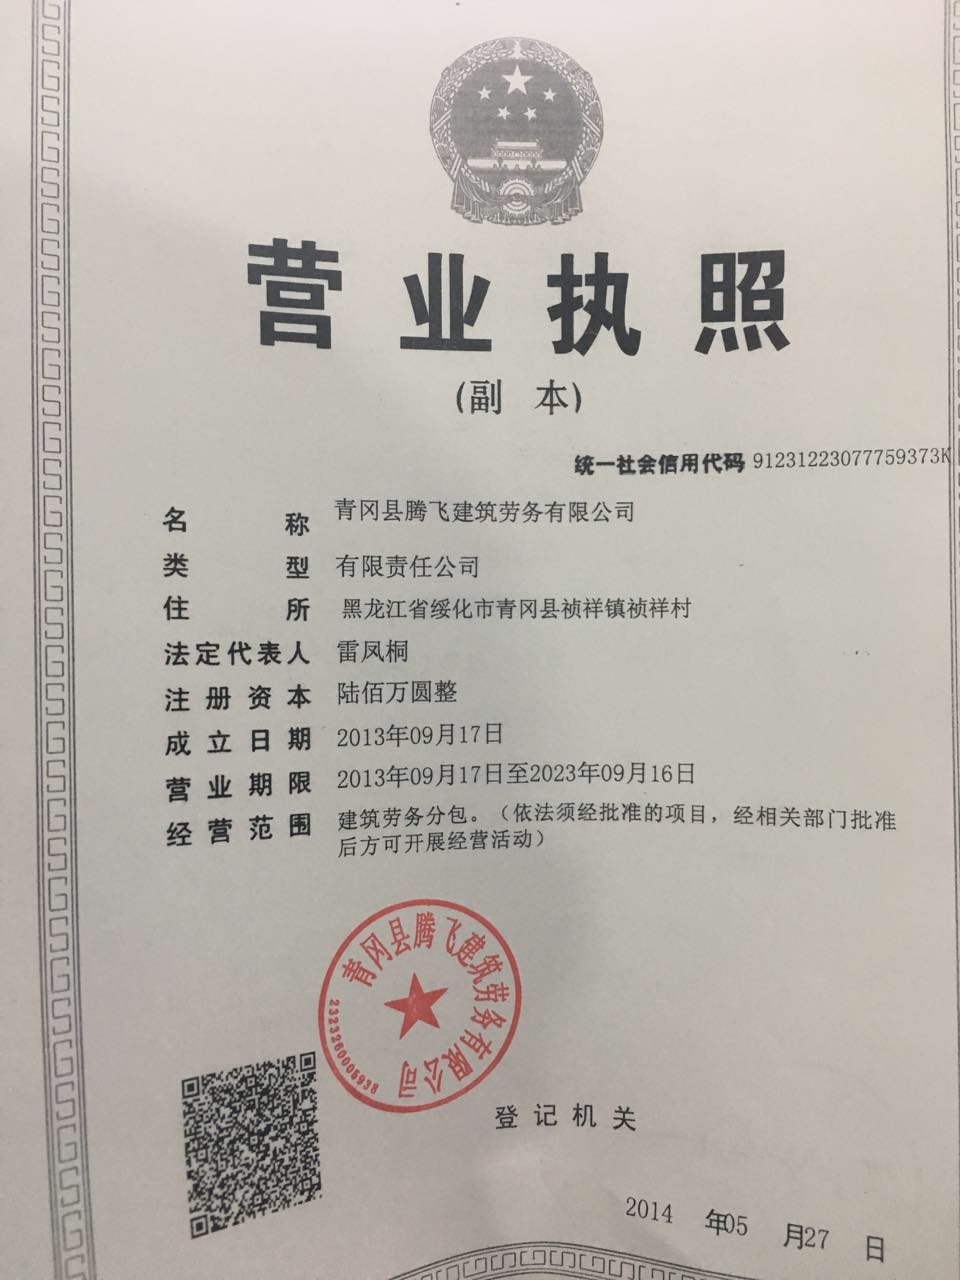 营业执照
(副 本)
统一社会信用代码 91231223077759373K
名 称 青冈县腾飞建筑劳务有限公司
类 型 有限责任公司
住 所 黑龙江省绥化市青冈县祯祥镇祯祥村
法定代表人 雷凤桐
注册资本 陆佰万圆整
成立日期 2013年09月17日
营业期限 2013年09月17日至2023年09月16日
经营范围 建筑劳务分包。（依法须经批准的项目，经相关部门批准
后方可开展经营活动）
青冈县腾飞建筑劳务有限公司
2323260005938
登记机关
2014 年05 月27 日